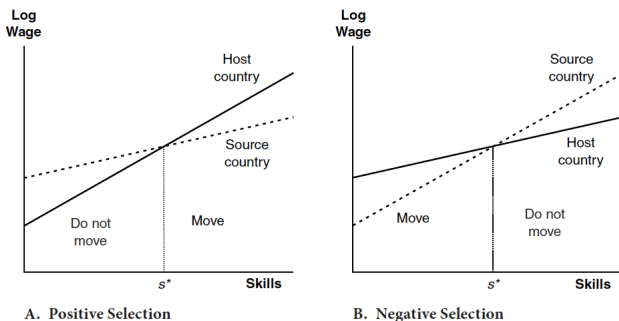 Log
Wage
Host
country
Source
country
Do not
move
Move
s*
Skills
A. Positive Selection
Log
Wage
Source
country
Host
country
Move
Do not
move
s*
Skills
B. Negative Selection